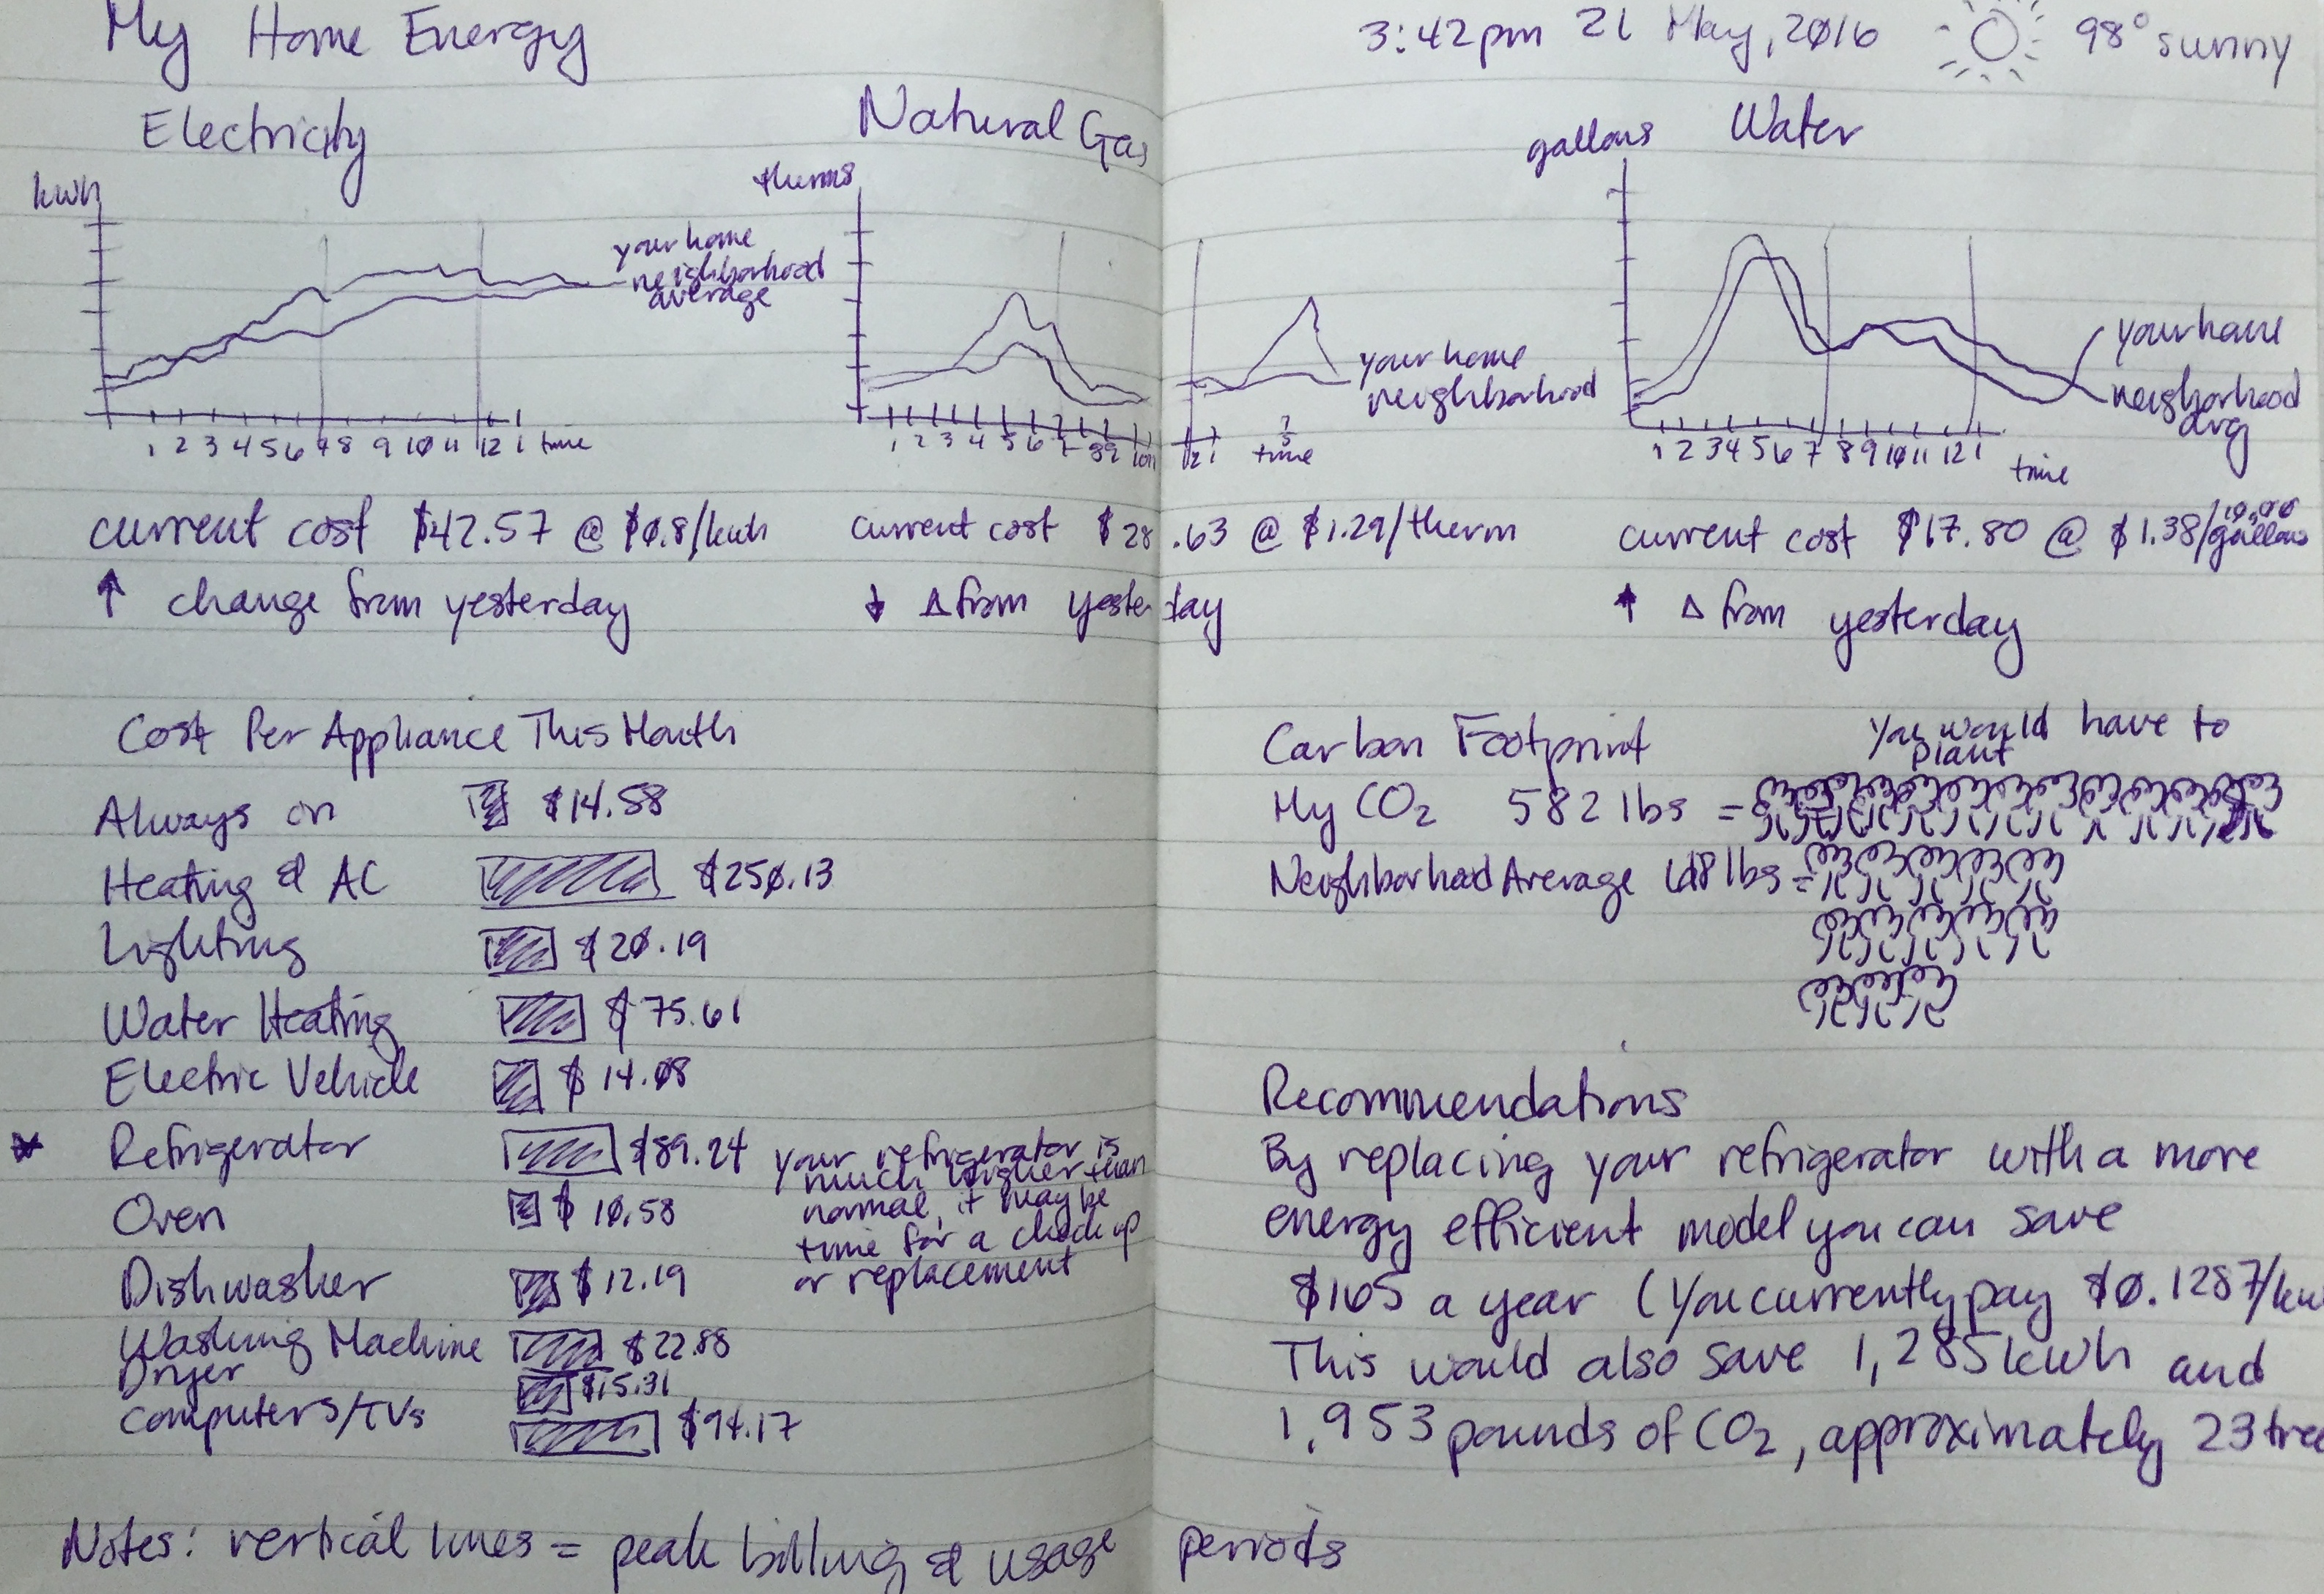 My Home Energy
3:42pm 21 May, 2016
98° sunny
Electricity
kwh
your home
neighborhood
average
1 2 3 4 5 6 7 8 9 10 11 12 1 time
current cost $42.57 @ $0.8/kwh
↑ change from yesterday
Natural Gas
therms
your home
neighborhood
1 2 3 4 5 6 7 8 9 10 11 12 1 time
current cost $28.63 @ $1.29/therm
↓ Δ from yesterday
Water
gallons
your home
neighborhood
avg
1 2 3 4 5 6 7 8 9 10 11 12 1 time
current cost $17.80 @ $1.38/10,000 gallons
↑ Δ from yesterday
Cost Per Appliance This Month
Always on $14.58
Heating & AC $250.13
Lighting $20.19
Water Heating $75.61
Electric Vehicle $14.08
Refrigerator $89.24
your refrigerator is
much higher than
normal, it may be
time for a check up
or replacement
Oven $10.58
Dishwasher $12.19
Washing Machine $22.88
Dryer $15.31
Computers/TVs $94.17
Carbon Footprint
You would have to
plant
My CO2 582 lbs =
Neighborhood Average lbs =
Recommendations
By replacing your refrigerator with a more
energy efficient model you can save
$165 a year (You currently pay $0.1287/kw
This would also save 1,285 kWh and
1,953 pounds of CO2, approximately 23 tree
Notes: vertical lines = peak billing & usage periods